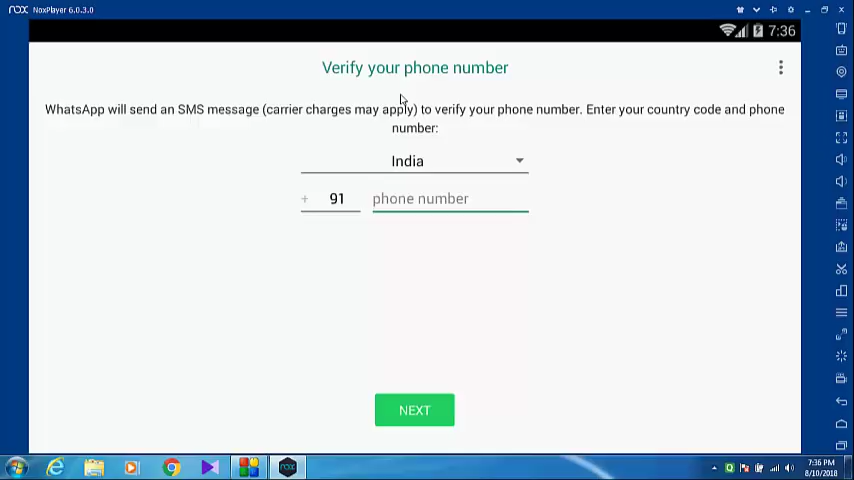 nox NoxPlayer 6.0.3.0
7:36
Verify your phone number
WhatsApp will send an SMS message (carrier charges may apply) to verify your phone number. Enter your country code and phone
number:
India
+ 91 phone number
NEXT
nox
7:36 PM
8/10/2018